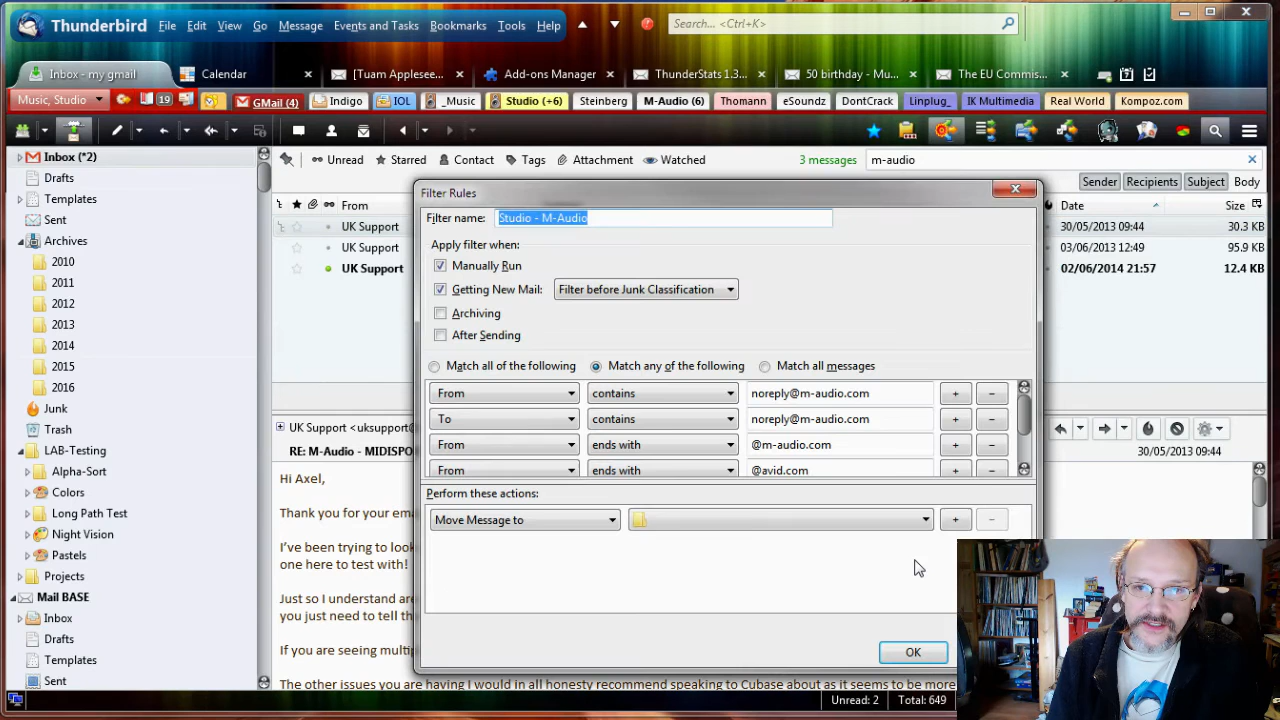 Thunderbird File Edit View Go Message Events and Tasks Bookmarks Tools Help Search... <Ctrl+K>
Inbox - my gmail Calendar [Tuam Appleseed... Add-ons Manager ThunderStats 1.3... 50 birthday - Mu... The EU Commis...
Music, Studio 19 GMail (4) Indigo IOL _Music Studio (+6) Steinberg M-Audio (6) Thomann eSoundz DontCrack Linplug_ IK Multimedia Real World Kompoz.com
Inbox (*2) Unread Starred Contact Tags Attachment Watched 3 messages m-audio
Drafts Sender Recipients Subject Body
Templates From Date Size
Sent UK Support 30/05/2013 09:44 30.3 KB
Archives UK Support 03/06/2013 12:49 95.9 KB
2010 UK Support 02/06/2014 21:57 12.4 KB
2011
2012
2013
2014
2015
2016
Junk
Trash
LAB-Testing
Alpha-Sort
Colors
Long Path Test
Night Vision
Pastels
Projects
Mail BASE
Inbox
Drafts
Templates
Sent
Filter Rules
Filter name: Studio - M-Audio
Apply filter when:
Manually Run
Getting New Mail: Filter before Junk Classification
Archiving
After Sending
Match all of the following Match any of the following Match all messages
From contains noreply@m-audio.com + -
To contains noreply@m-audio.com + -
From ends with @m-audio.com + -
From ends with @avid.com + -
Perform these actions:
Move Message to + -
OK
UK Support <uksuppor
RE: M-Audio - MIDISPO 30/05/2013 09:44
Hi Axel,
Thank you for your ema
I've been trying to look
one here to test with!
Just so I understand are
you just need to tell th
If you are seeing multip
The other issues you are having I would in all honesty recommend speaking to Cubase about as it seems to be more
Unread: 2 Total: 649